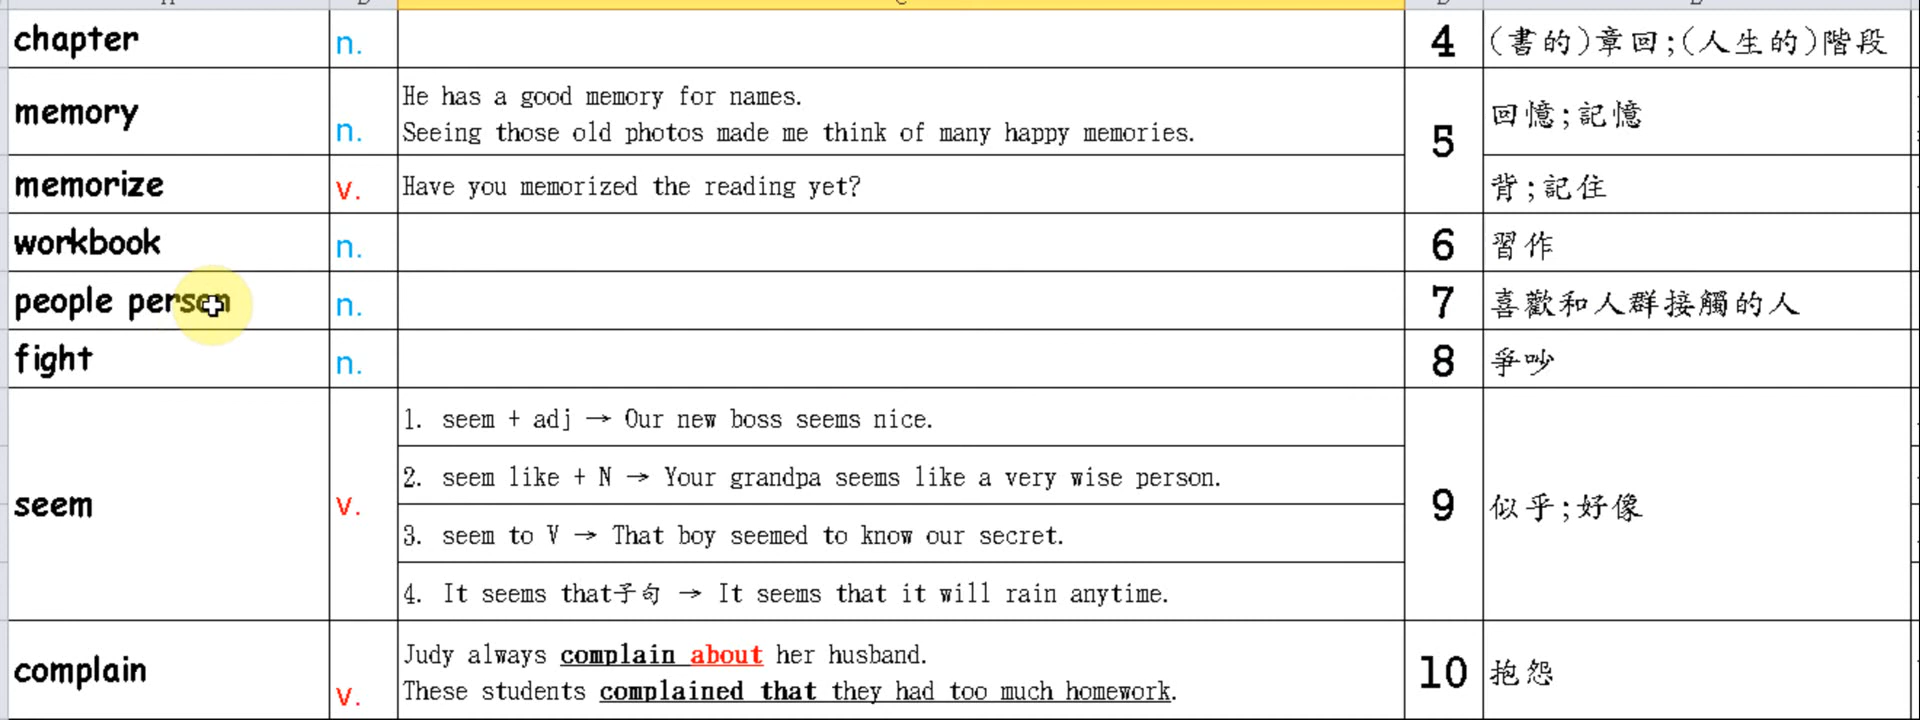 chapter n. 4 (書的)章回;(人生的)階段
memory n. He has a good memory for names.
Seeing those old photos made me think of many happy memories. 5 回憶;記憶
memorize v. Have you memorized the reading yet? 背;記住
workbook n. 6 習作
people person n. 7 喜歡和人群接觸的人
fight n. 8 爭吵
seem v. 9 似乎;好像
1. seem + adj → Our new boss seems nice.
2. seem like + N → Your grandpa seems like a very wise person.
3. seem to V → That boy seemed to know our secret.
4. It seems that子句 → It seems that it will rain anytime.
complain v. 10 抱怨
Judy always complain about her husband.
These students complained that they had too much homework.